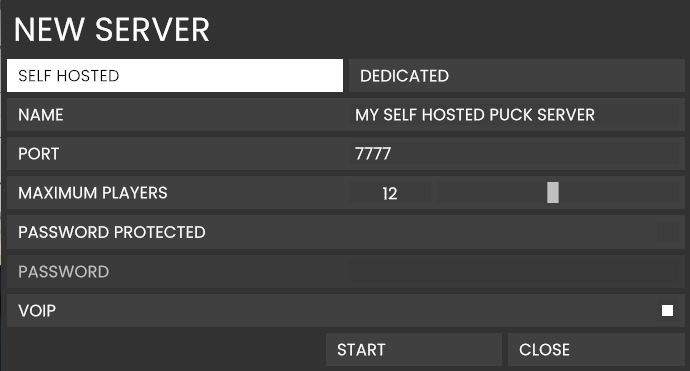 NEW SERVER
SELF HOSTED DEDICATED
NAME MY SELF HOSTED PUCK SERVER
PORT 7777
MAXIMUM PLAYERS 12
PASSWORD PROTECTED
PASSWORD
VOIP
START CLOSE